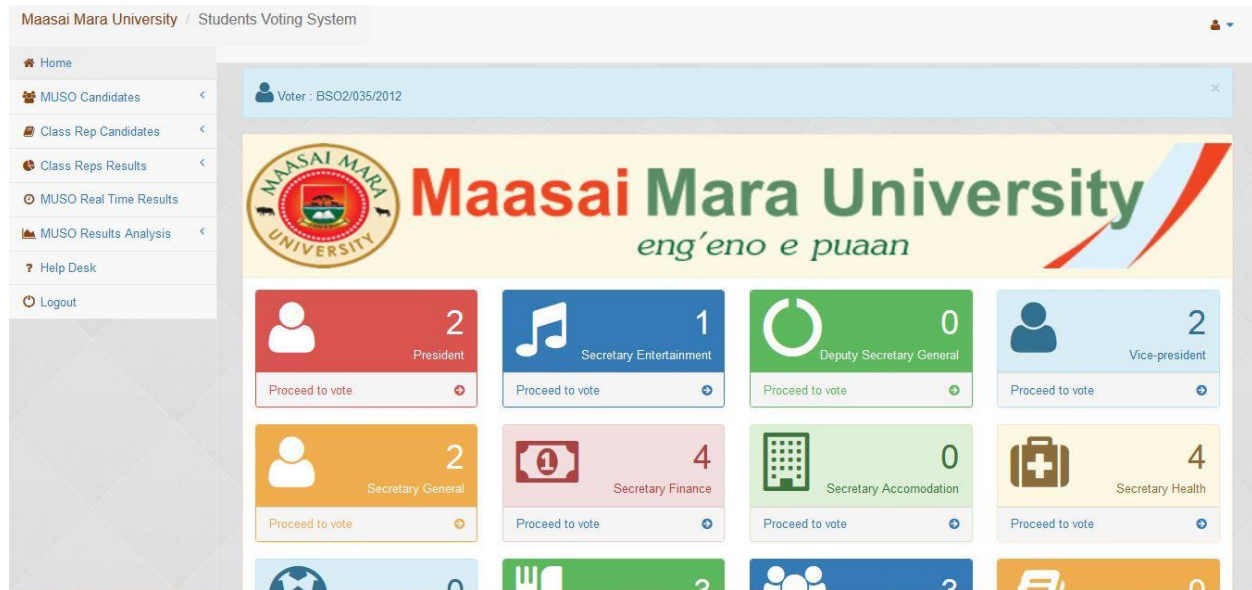 Maasai Mara University / Students Voting System
Home
MUSO Candidates
Class Rep Candidates
Class Reps Results
MUSO Real Time Results
MUSO Results Analysis
? Help Desk
Logout
Voter : BSO2/035/2012
×
MAASAI MARA
UNIVERSITY
Maasai Mara University
eng'eno e puaan
2
President
Proceed to vote
1
Secretary Entertainment
Proceed to vote
0
Deputy Secretary General
Proceed to vote
2
Vice-president
Proceed to vote
2
Secretary General
Proceed to vote
1
4
Secretary Finance
Proceed to vote
0
Secretary Accomodation
Proceed to vote
4
Secretary Health
Proceed to vote